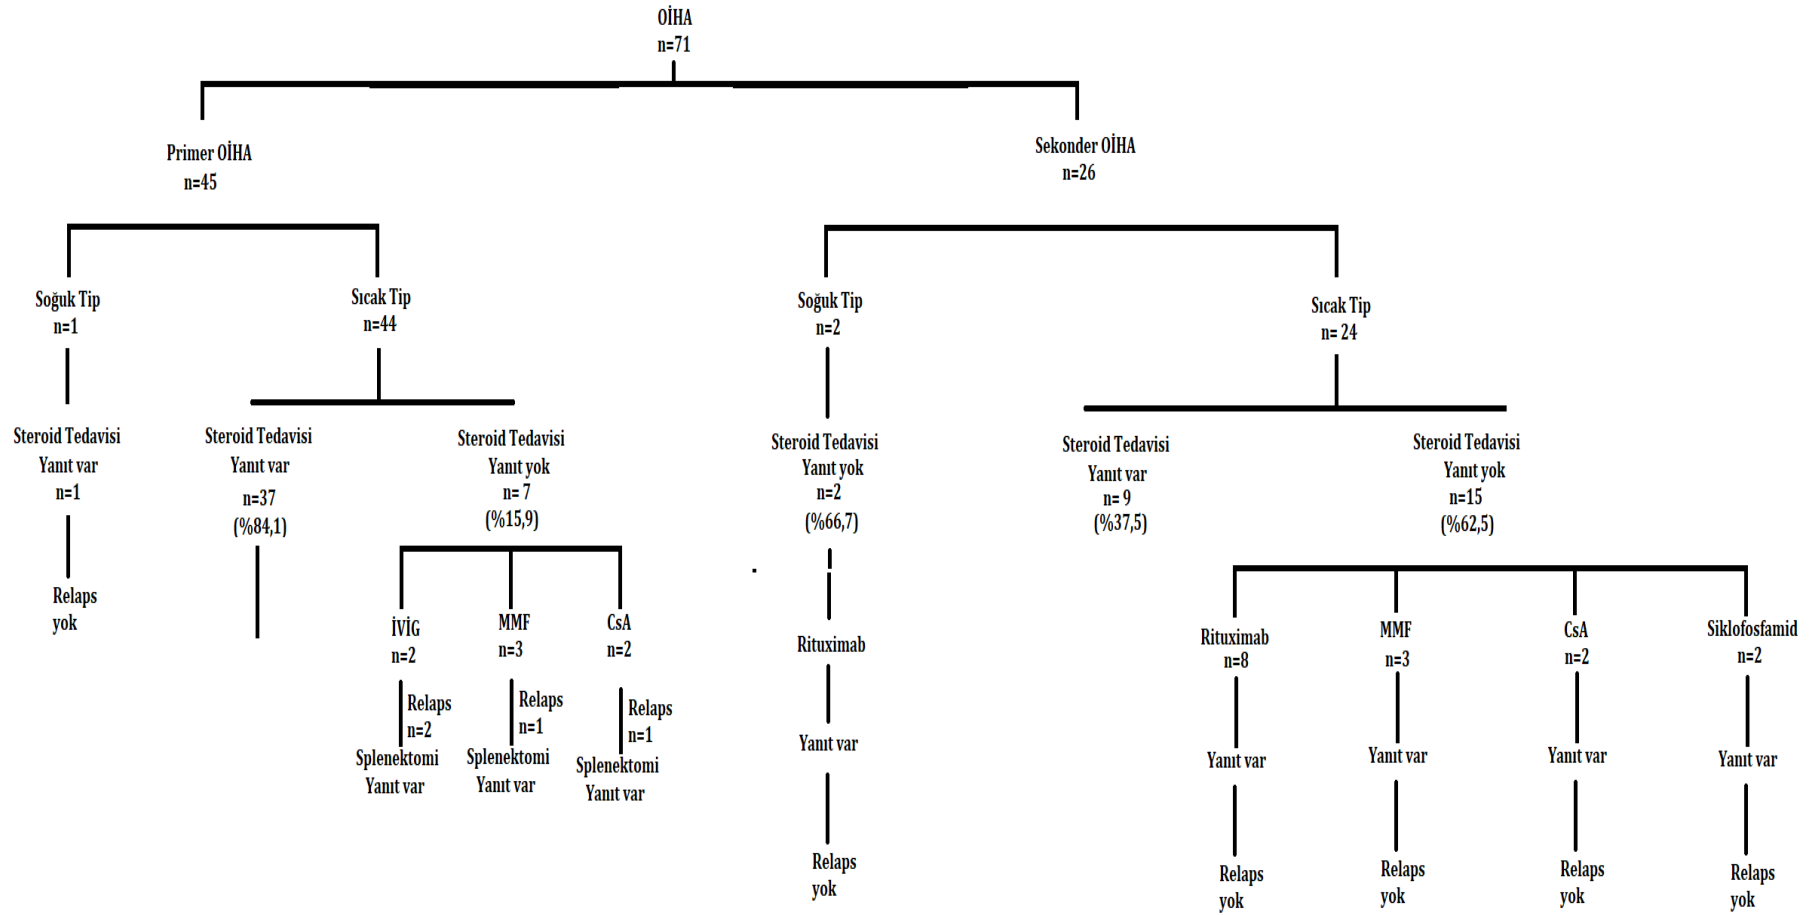 OİHA
n=71
Primer OİHA
n=45
Sekonder OİHA
n=26
Soğuk Tip
n=1
Sıcak Tip
n=44
Soğuk Tip
n=2
Sıcak Tip
n= 24
Steroid Tedavisi
Yanıt var
n=1
Steroid Tedavisi
Yanıt var
n=37
(%84,1)
Steroid Tedavisi
Yanıt yok
n= 7
(%15,9)
Steroid Tedavisi
Yanıt yok
n=2
(%66,7)
Steroid Tedavisi
Yanıt var
n= 9
(%37,5)
Steroid Tedavisi
Yanıt yok
n=15
(%62,5)
Relaps
yok
İVİG
n=2
MMF
n=3
CsA
n=2
Rituximab
Rituximab
n=8
MMF
n=3
CsA
n=2
Siklofosfamid
n=2
Relaps
n=2
Splenektomi
Yanıt var
Relaps
n=1
Splenektomi
Yanıt var
Relaps
n=1
Splenektomi
Yanıt var
Yanıt var
Yanıt var
Yanıt var
Yanıt var
Yanıt var
Relaps
yok
Relaps
yok
Relaps
yok
Relaps
yok
Relaps
yok